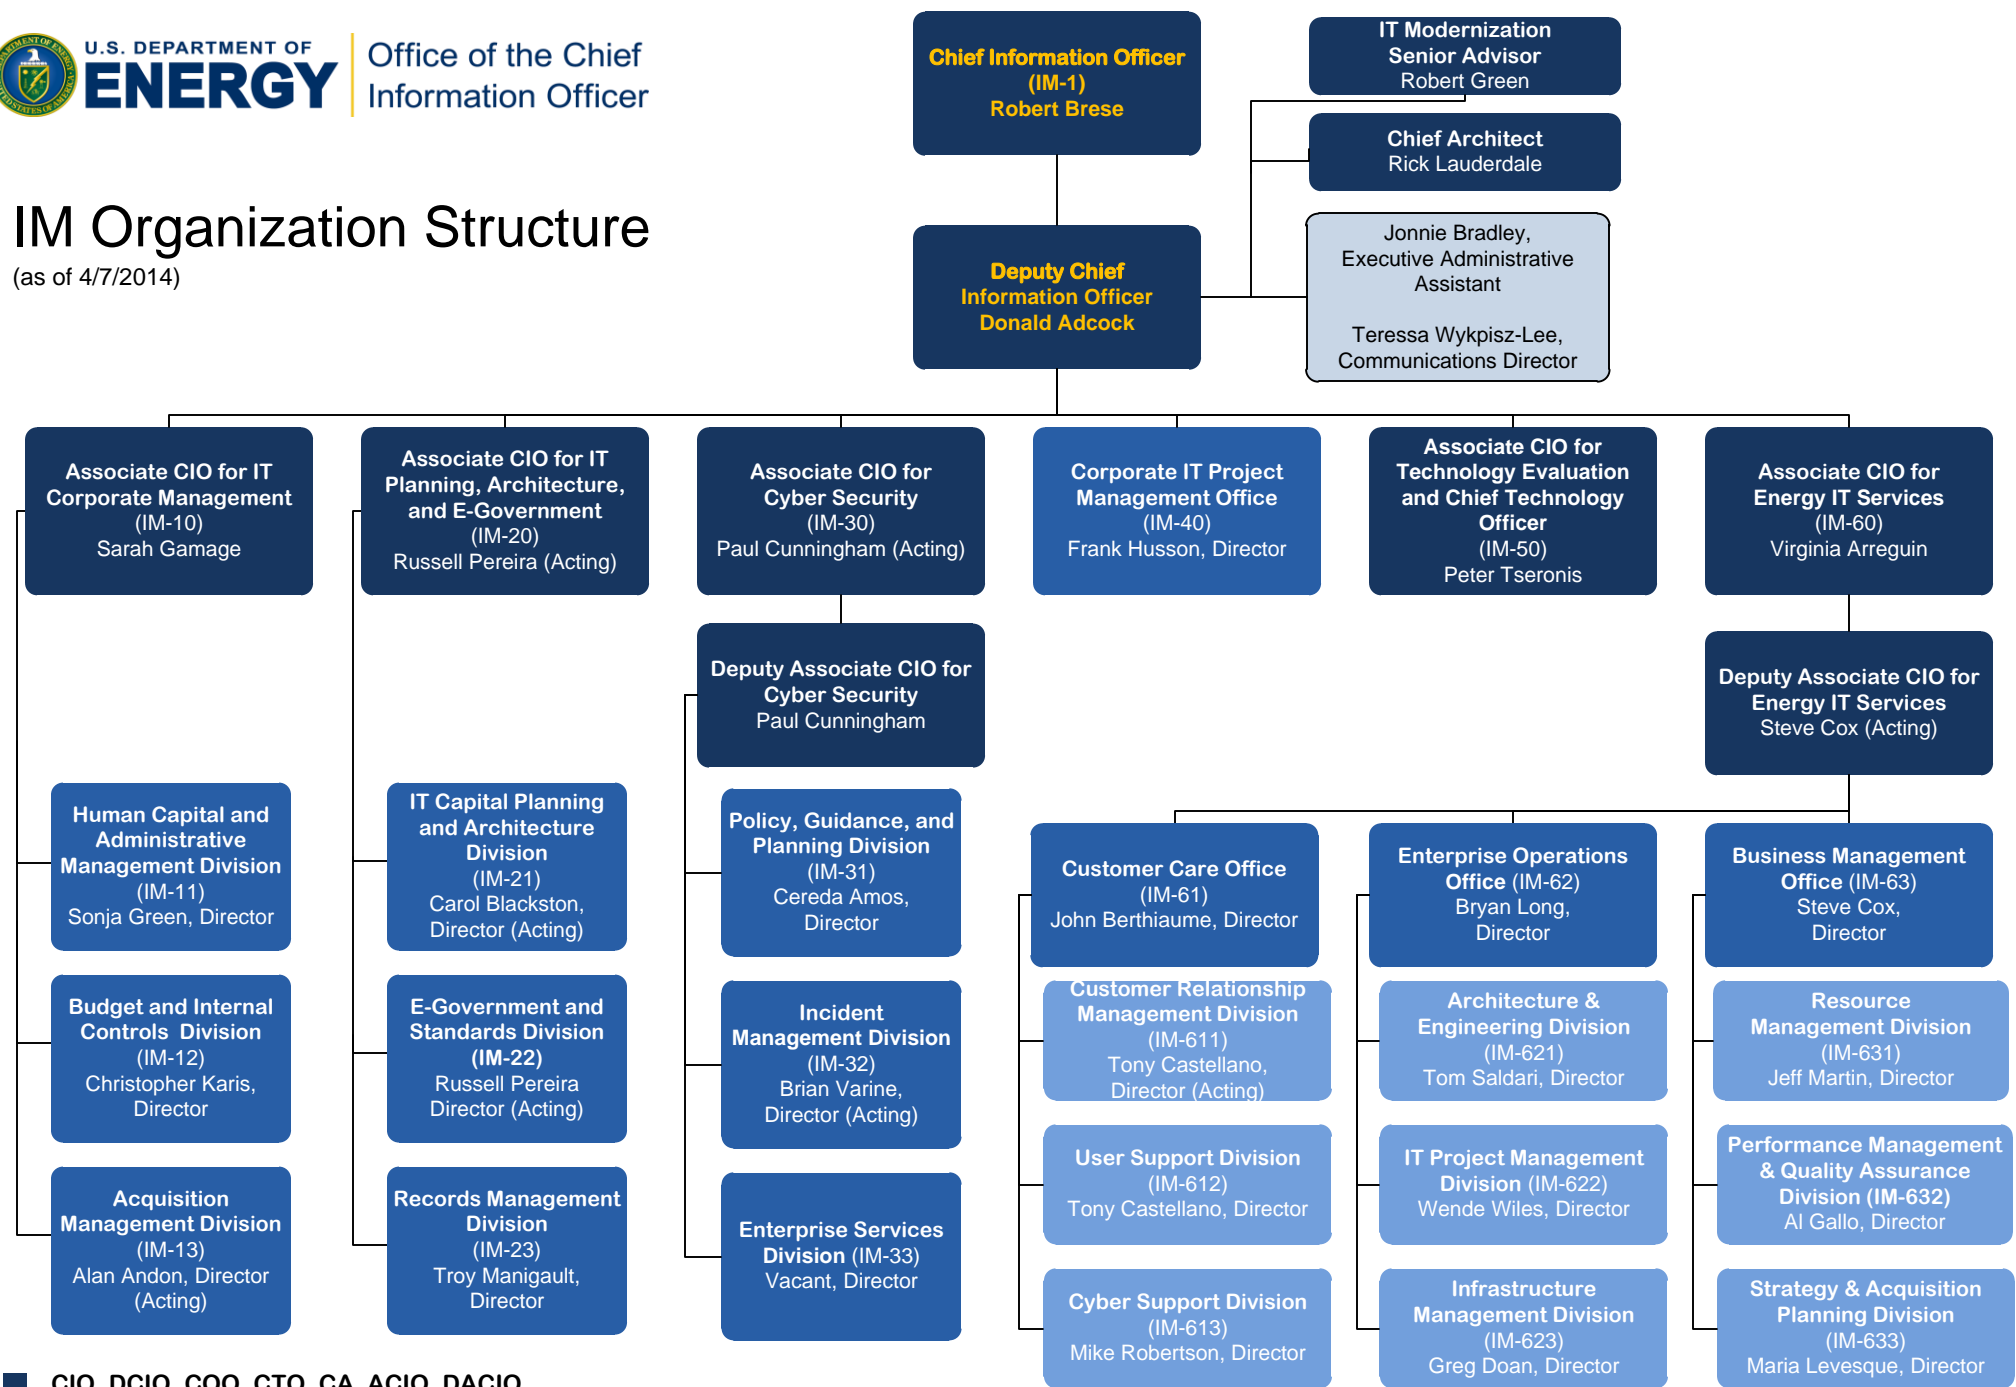 U.S. DEPARTMENT OF
ENERGY
Office of the Chief
Information Officer
IM Organization Structure
(as of 4/7/2014)
Chief Information Officer
(IM-1)
Robert Brese
IT Modernization
Senior Advisor
Robert Green
Chief Architect
Rick Lauderdale
Deputy Chief
Information Officer
Donald Adcock
Jonnie Bradley,
Executive Administrative
Assistant
Teressa Wykpisz-Lee,
Communications Director
Associate CIO for IT
Corporate Management
(IM-10)
Sarah Gamage
Associate CIO for IT
Planning, Architecture,
and E-Government
(IM-20)
Russell Pereira (Acting)
Associate CIO for
Cyber Security
(IM-30)
Paul Cunningham (Acting)
Corporate IT Project
Management Office
(IM-40)
Frank Husson, Director
Associate CIO for
Technology Evaluation
and Chief Technology
Officer
(IM-50)
Peter Tseronis
Associate CIO for
Energy IT Services
(IM-60)
Virginia Arreguin
Deputy Associate CIO for
Cyber Security
Paul Cunningham
Deputy Associate CIO for
Energy IT Services
Steve Cox (Acting)
Human Capital and
Administrative
Management Division
(IM-11)
Sonja Green, Director
IT Capital Planning
and Architecture
Division
(IM-21)
Carol Blackston,
Director (Acting)
Policy, Guidance, and
Planning Division
(IM-31)
Cereda Amos,
Director
Customer Care Office
(IM-61)
John Berthiaume, Director
Enterprise Operations
Office (IM-62)
Bryan Long,
Director
Business Management
Office (IM-63)
Steve Cox,
Director
Budget and Internal
Controls Division
(IM-12)
Christopher Karis,
Director
E-Government and
Standards Division
(IM-22)
Russell Pereira
Director (Acting)
Incident
Management Division
(IM-32)
Brian Varine,
Director (Acting)
Customer Relationship
Management Division
(IM-611)
Tony Castellano,
Director (Acting)
Architecture &
Engineering Division
(IM-621)
Tom Saldari, Director
Resource
Management Division
(IM-631)
Jeff Martin, Director
User Support Division
(IM-612)
Tony Castellano, Director
IT Project Management
Division (IM-622)
Wende Wiles, Director
Performance Management
& Quality Assurance
Division (IM-632)
Al Gallo, Director
Acquisition
Management Division
(IM-13)
Alan Andon, Director
(Acting)
Records Management
Division
(IM-23)
Troy Manigault,
Director
Enterprise Services
Division (IM-33)
Vacant, Director
Cyber Support Division
(IM-613)
Mike Robertson, Director
Infrastructure
Management Division
(IM-623)
Greg Doan, Director
Strategy & Acquisition
Planning Division
(IM-633)
Maria Levesque, Director
CIO, DCIO, COO, CTO, CA, ACIO, DACIO